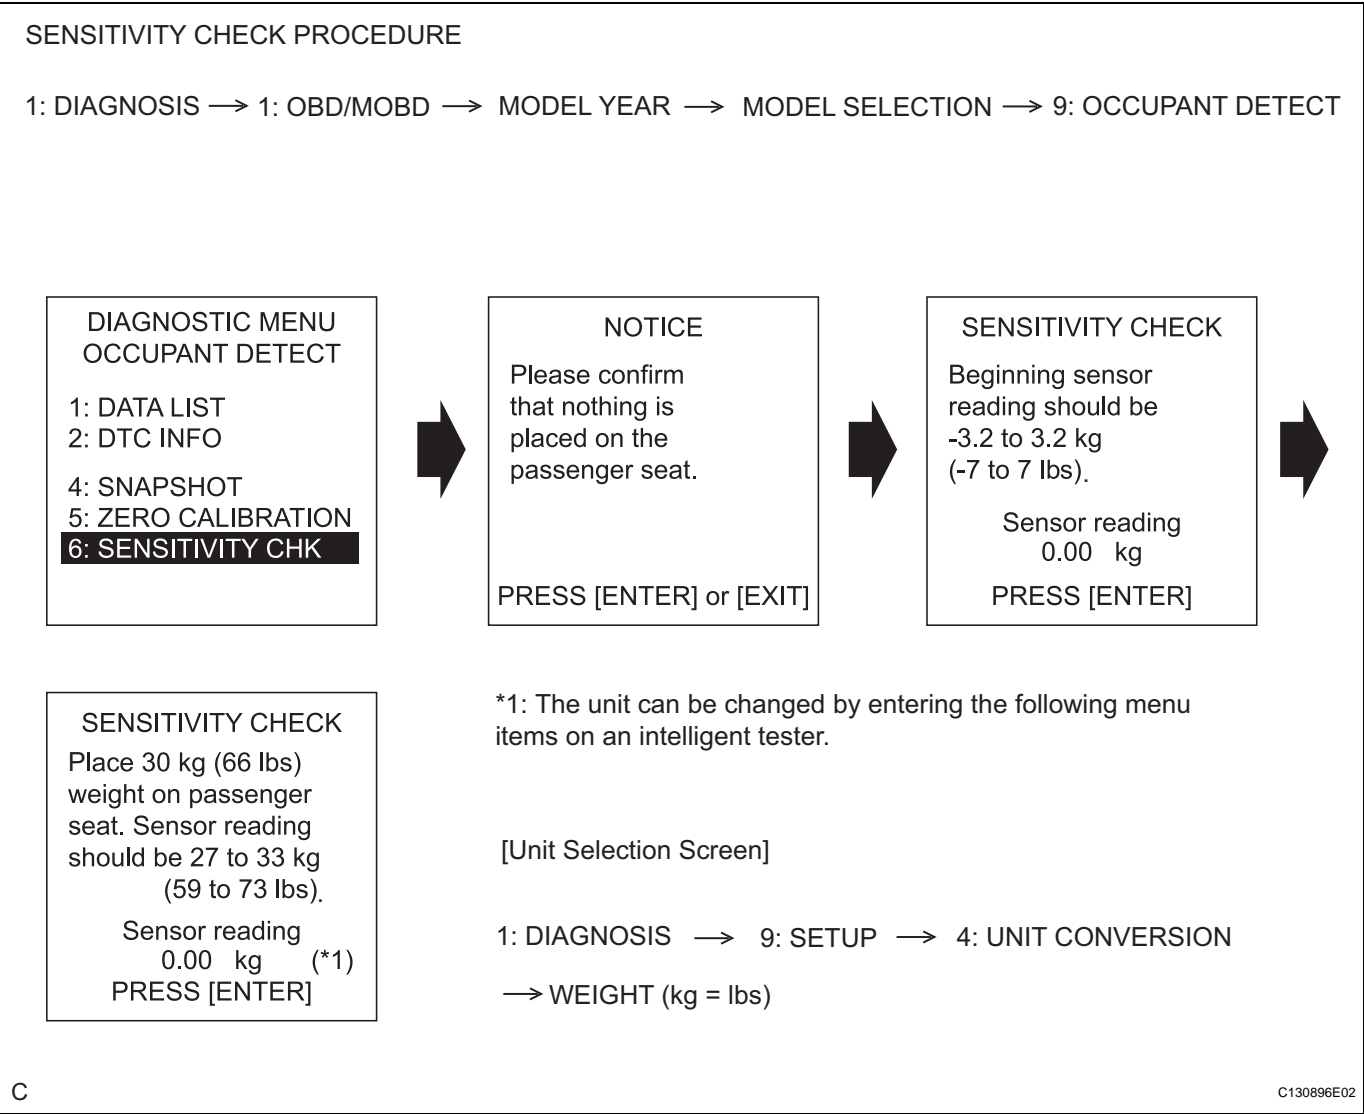 SENSITIVITY CHECK PROCEDURE
1: DIAGNOSIS → 1: OBD/MOBD → MODEL YEAR → MODEL SELECTION → 9: OCCUPANT DETECT
DIAGNOSTIC MENU
OCCUPANT DETECT
1: DATA LIST
2: DTC INFO
4: SNAPSHOT
5: ZERO CALIBRATION
6: SENSITIVITY CHK
NOTICE
Please confirm
that nothing is
placed on the
passenger seat.
PRESS [ENTER] or [EXIT]
SENSITIVITY CHECK
Beginning sensor
reading should be
-3.2 to 3.2 kg
(-7 to 7 lbs).
Sensor reading
0.00 kg
PRESS [ENTER]
SENSITIVITY CHECK
Place 30 kg (66 lbs)
weight on passenger
seat. Sensor reading
should be 27 to 33 kg
(59 to 73 lbs).
Sensor reading
0.00 kg (*1)
PRESS [ENTER]
*1: The unit can be changed by entering the following menu
items on an intelligent tester.
[Unit Selection Screen]
1: DIAGNOSIS → 9: SETUP → 4: UNIT CONVERSION
→ WEIGHT (kg = lbs)
C
C130896E02